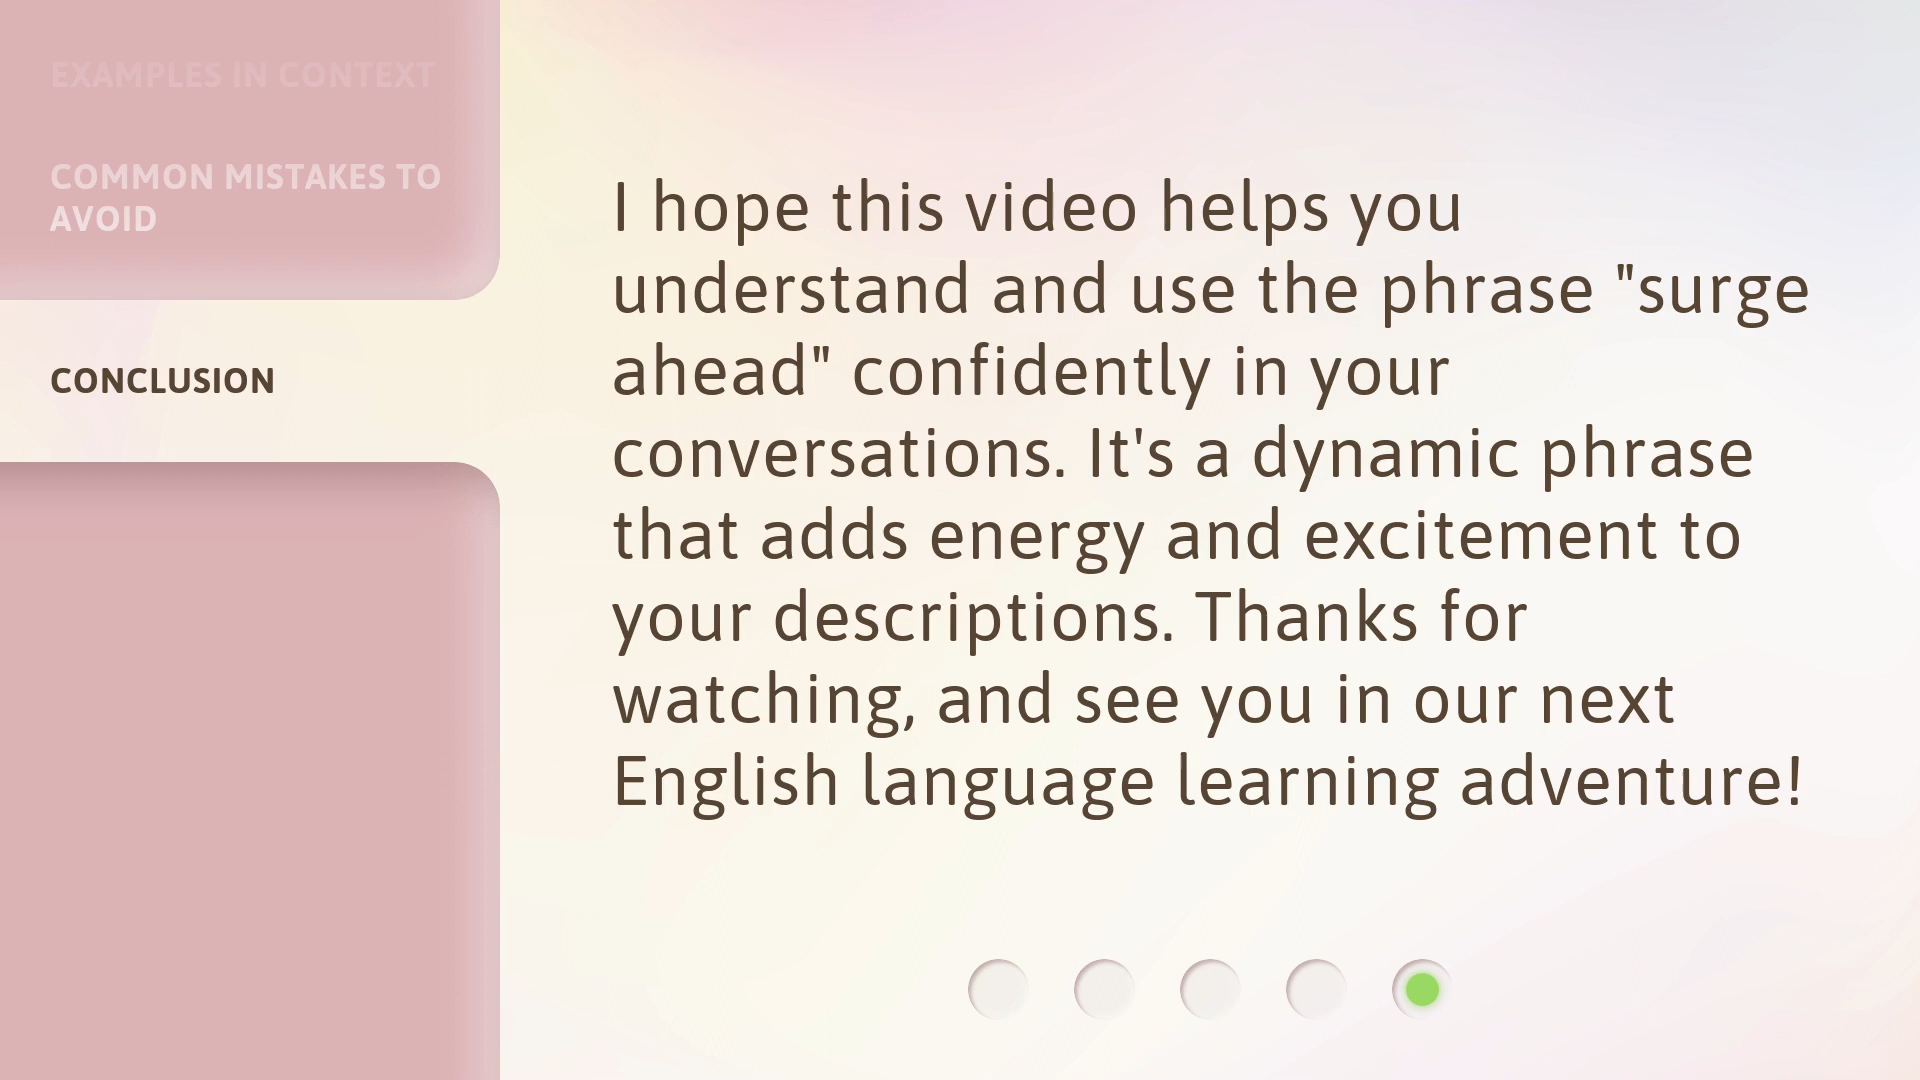 EXAMPLES IN CONTEXT
COMMON MISTAKES TO
AVOID
CONCLUSION
I hope this video helps you
understand and use the phrase "surge
ahead" confidently in your
conversations. It's a dynamic phrase
that adds energy and excitement to
your descriptions. Thanks for
watching, and see you in our next
English language learning adventure!